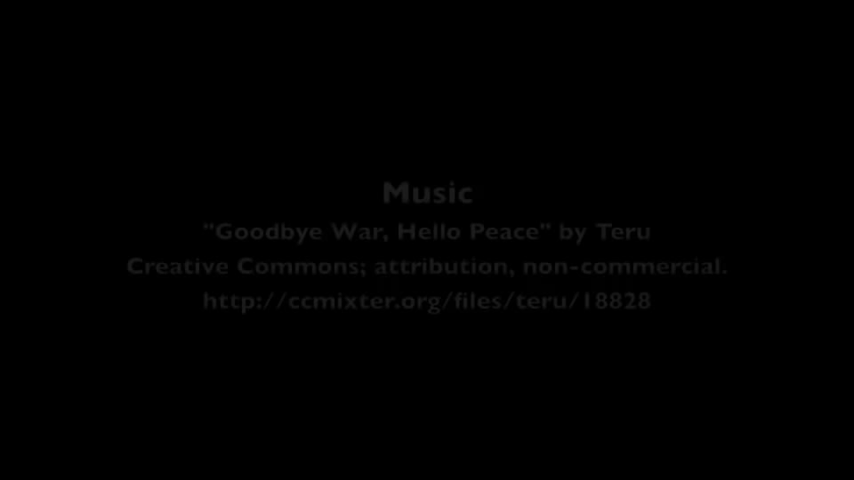 Music
"Goodbye War, Hello Peace" by Teru
Creative Commons; attribution, non-commercial.
http://ccmixter.org/files/teru/18828